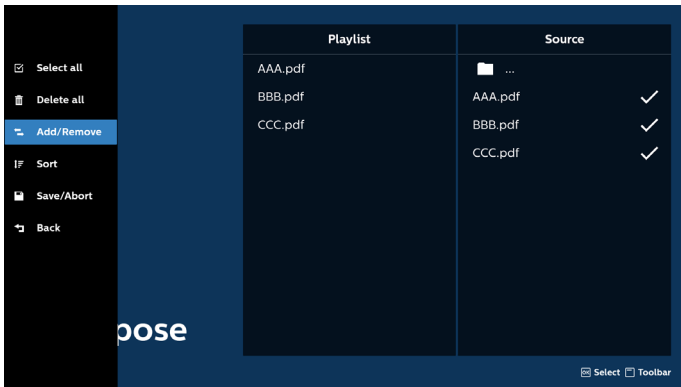 Select all
Delete all
Add/Remove
Sort
Save/Abort
Back
Playlist
AAA.pdf
BBB.pdf
CCC.pdf
Source
...
AAA.pdf
BBB.pdf
CCC.pdf
pose
OK Select Toolbar